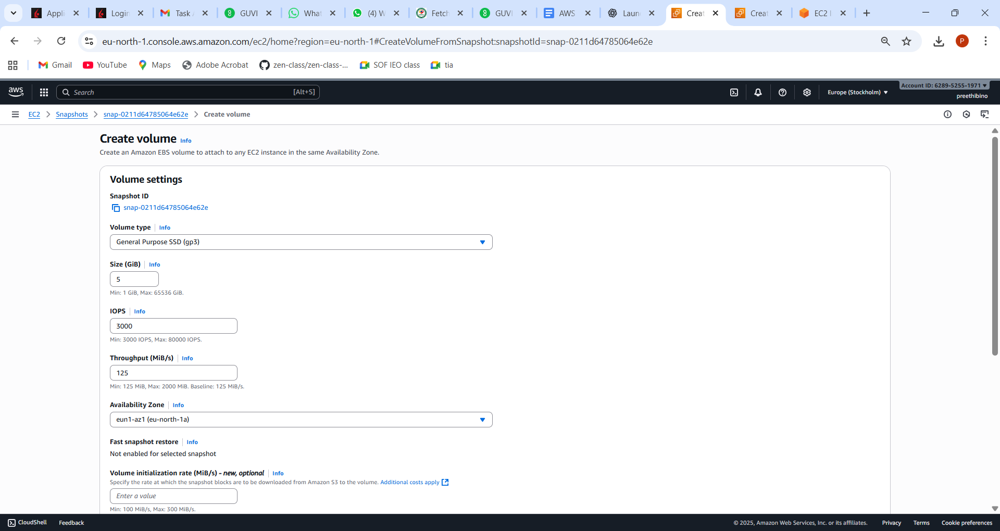 Appli
Login
Task
GUVI
What
(4) W
Fetch
GUVI
AWS
Laun
Creat
Creat
EC2 I
eu-north-1.console.aws.amazon.com/ec2/home?region=eu-north-1#CreateVolumeFromSnapshot:snapshotId=snap-0211d64785064e62e
P
Gmail
YouTube
Maps
Adobe Acrobat
zen-class/zen-class-...
SOF IEO class
tia
aws
Search
[Alt+S]
Europe (Stockholm)
Account ID: 6289-5255-1971
preethibino
EC2
Snapshots
snap-0211d64785064e62e
Create volume
Create volume Info
Create an Amazon EBS volume to attach to any EC2 instance in the same Availability Zone.
Volume settings
Snapshot ID
snap-0211d64785064e62e
Volume type Info
General Purpose SSD (gp3)
Size (GiB) Info
5
Min: 1 GiB, Max: 65536 GiB.
IOPS Info
3000
Min: 3000 IOPS, Max: 80000 IOPS.
Throughput (MiB/s) Info
125
Min: 125 MiB, Max: 2000 MiB. Baseline: 125 MiB/s.
Availability Zone Info
eun1-az1 (eu-north-1a)
Fast snapshot restore Info
Not enabled for selected snapshot
Volume initialization rate (MiB/s) - new, optional Info
Specify the rate at which the snapshot blocks are to be downloaded from Amazon S3 to the volume. Additional costs apply
Enter a value
Min: 100 MiB/s, Max: 300 MiB/s.
CloudShell
Feedback
© 2025, Amazon Web Services, Inc. or its affiliates.
Privacy
Terms
Cookie preferences